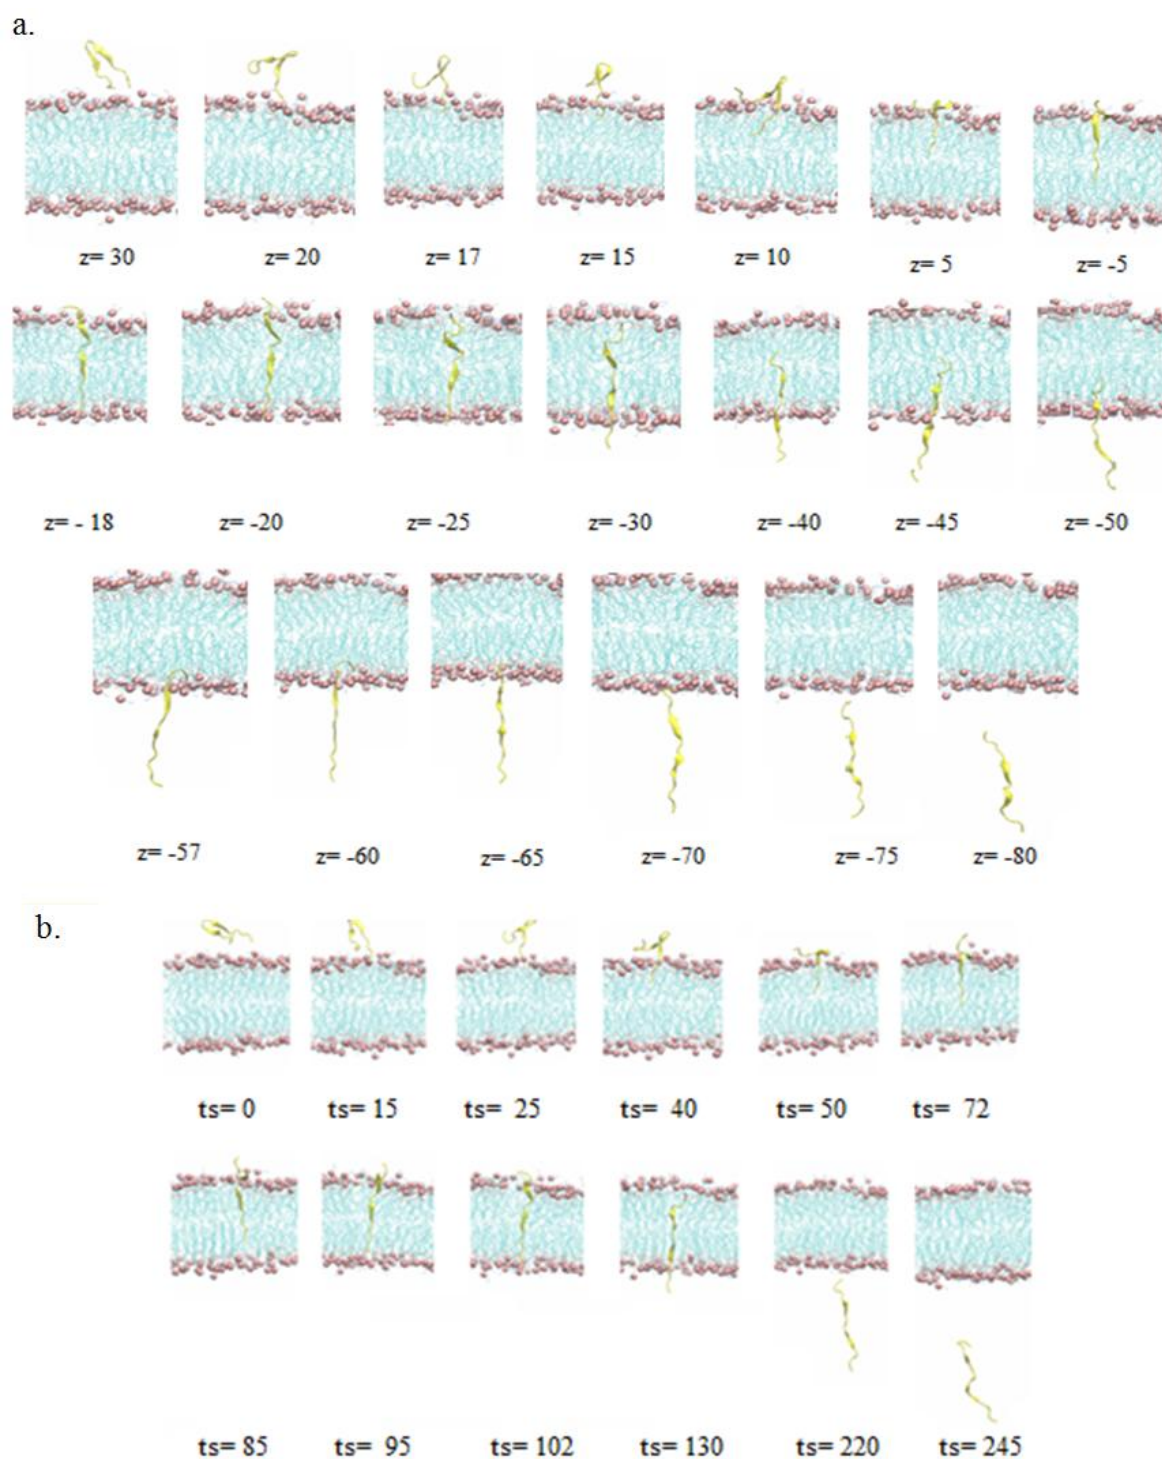 a.
z= 30 z= 20 z= 17 z= 15 z= 10 z= 5 z= -5
z= - 18 z= -20 z= -25 z= -30 z= -40 z= -45 z= -50
z= -57 z= -60 z= -65 z= -70 z= -75 z= -80
b.
ts= 0 ts= 15 ts= 25 ts= 40 ts= 50 ts= 72
ts= 85 ts= 95 ts= 102 ts= 130 ts= 220 ts= 245